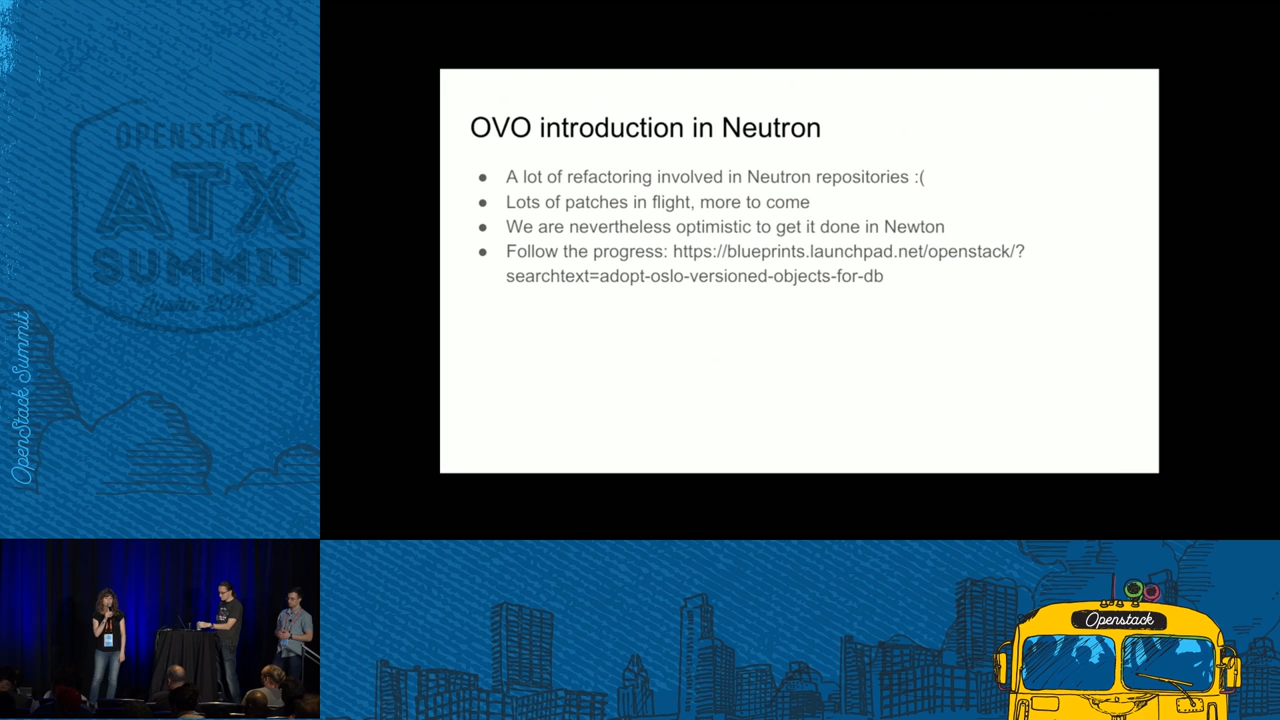 OPENSTACK
ATX
SUMMIT
Austin 2016
OpenStack Summit
OVO introduction in Neutron
● A lot of refactoring involved in Neutron repositories :(
● Lots of patches in flight, more to come
● We are nevertheless optimistic to get it done in Newton
● Follow the progress: https://blueprints.launchpad.net/openstack/?
searchtext=adopt-oslo-versioned-objects-for-db
Openstack